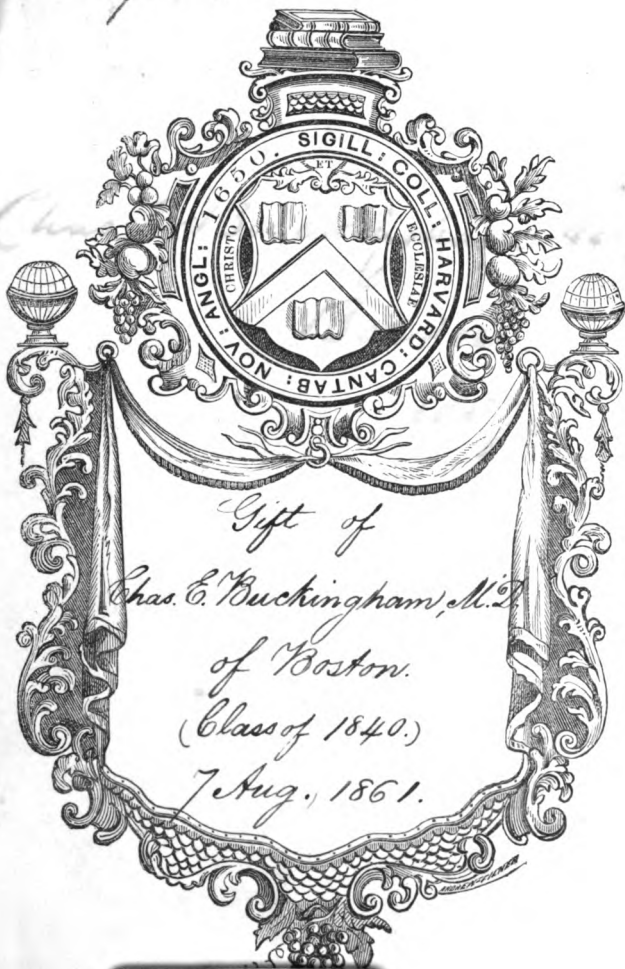 SIGILL: COLL: HARVARD: CANTAB: NOV: ANGL: 1650.
ET
CHRISTO
ECCLESIAE
Gift of
Chas. E. Buckingham, M.D.
of Boston.
(Class of 1840.)
7 Aug., 1861.